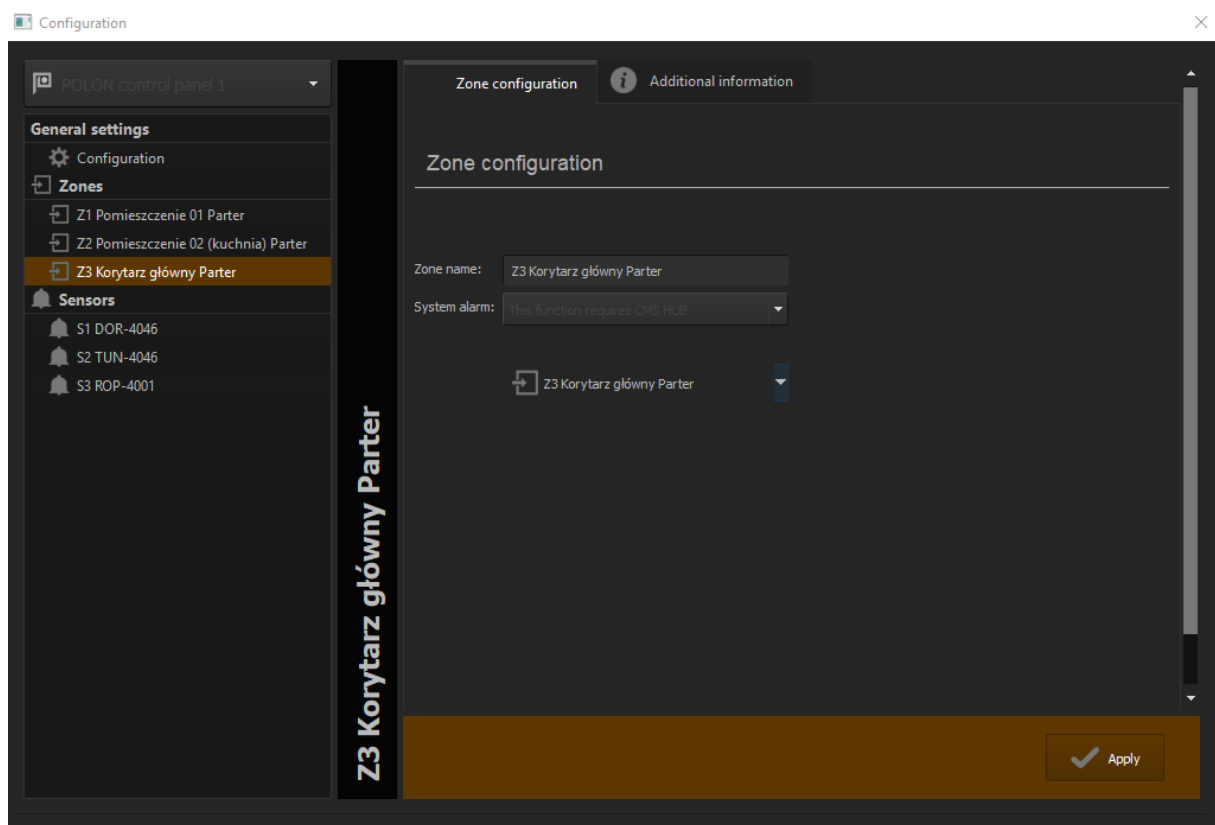 Configuration
POLON control panel 1
General settings
Configuration
Zones
Z1 Pomieszczenie 01 Parter
Z2 Pomieszczenie 02 (kuchnia) Parter
Z3 Korytarz główny Parter
Sensors
S1 DOR-4046
S2 TUN-4046
S3 ROP-4001
Z3 Korytarz główny Parter
Zone configuration
Additional information
Zone configuration
Zone name: Z3 Korytarz główny Parter
System alarm: This function requires CMS HUB
Z3 Korytarz główny Parter
Apply